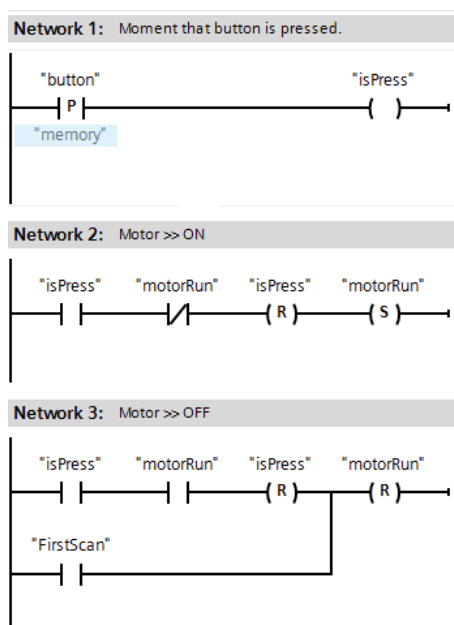 Network 1: Moment that button is pressed.
"button" "isPress"
P
"memory"
Network 2: Motor >> ON
"isPress" "motorRun" "isPress" "motorRun"
R S
Network 3: Motor >> OFF
"isPress" "motorRun" "isPress" "motorRun"
R R
"FirstScan"